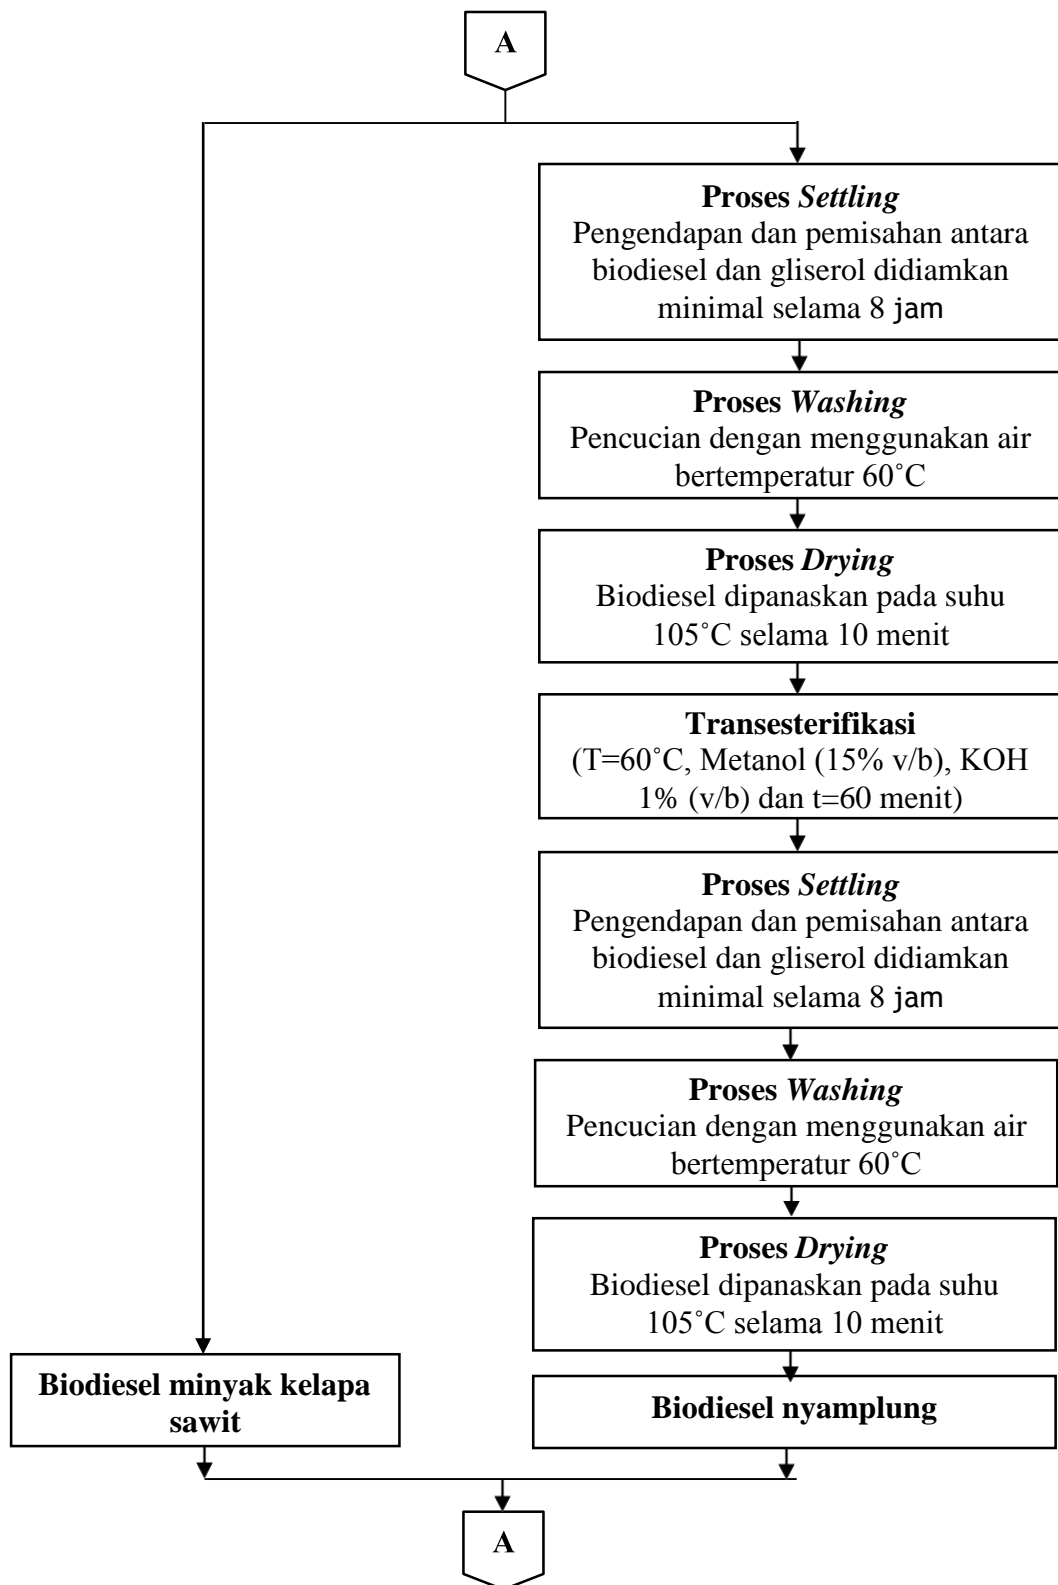 A
Proses Settling
Pengendapan dan pemisahan antara
biodiesel dan gliserol didiamkan
minimal selama 8 jam
Proses Washing
Pencucian dengan menggunakan air
bertemperatur 60˚C
Proses Drying
Biodiesel dipanaskan pada suhu
105˚C selama 10 menit
Transesterifikasi
(T=60˚C, Metanol (15% v/b), KOH
1% (v/b) dan t=60 menit)
Proses Settling
Pengendapan dan pemisahan antara
biodiesel dan gliserol didiamkan
minimal selama 8 jam
Proses Washing
Pencucian dengan menggunakan air
bertemperatur 60˚C
Proses Drying
Biodiesel dipanaskan pada suhu
105˚C selama 10 menit
Biodiesel minyak kelapa
sawit
Biodiesel nyamplung
A